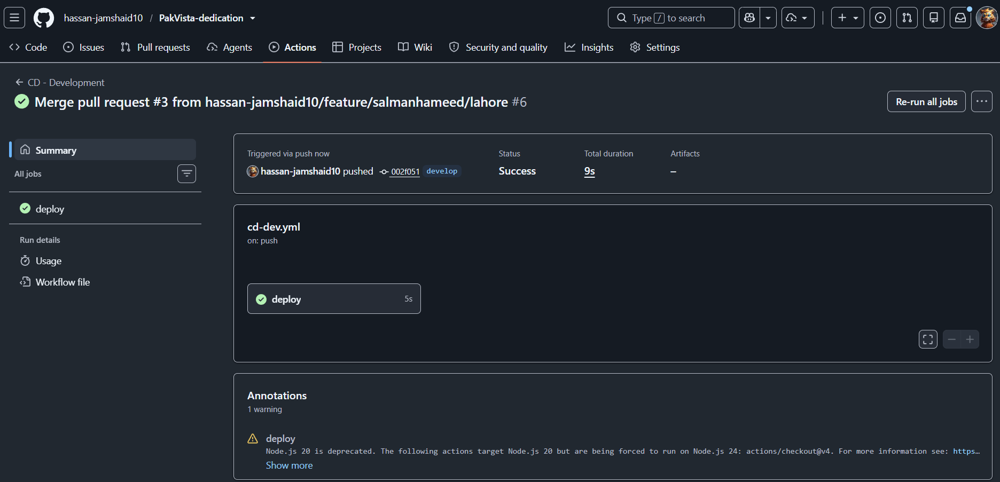 hassan-jamshaid10 / PakVista-dedication
Type / to search
Code
Issues
Pull requests
Agents
Actions
Projects
Wiki
Security and quality
Insights
Settings
CD - Development
Merge pull request #3 from hassan-jamshaid10/feature/salmanhameed/lahore #6
Re-run all jobs
Summary
All jobs
deploy
Run details
Usage
Workflow file
Triggered via push now
hassan-jamshaid10 pushed 002f051 develop
Status
Success
Total duration
9s
Artifacts
–
cd-dev.yml
on: push
deploy 5s
Annotations
1 warning
deploy
Node.js 20 is deprecated. The following actions target Node.js 20 but are being forced to run on Node.js 24: actions/checkout@v4. For more information see: https…
Show more